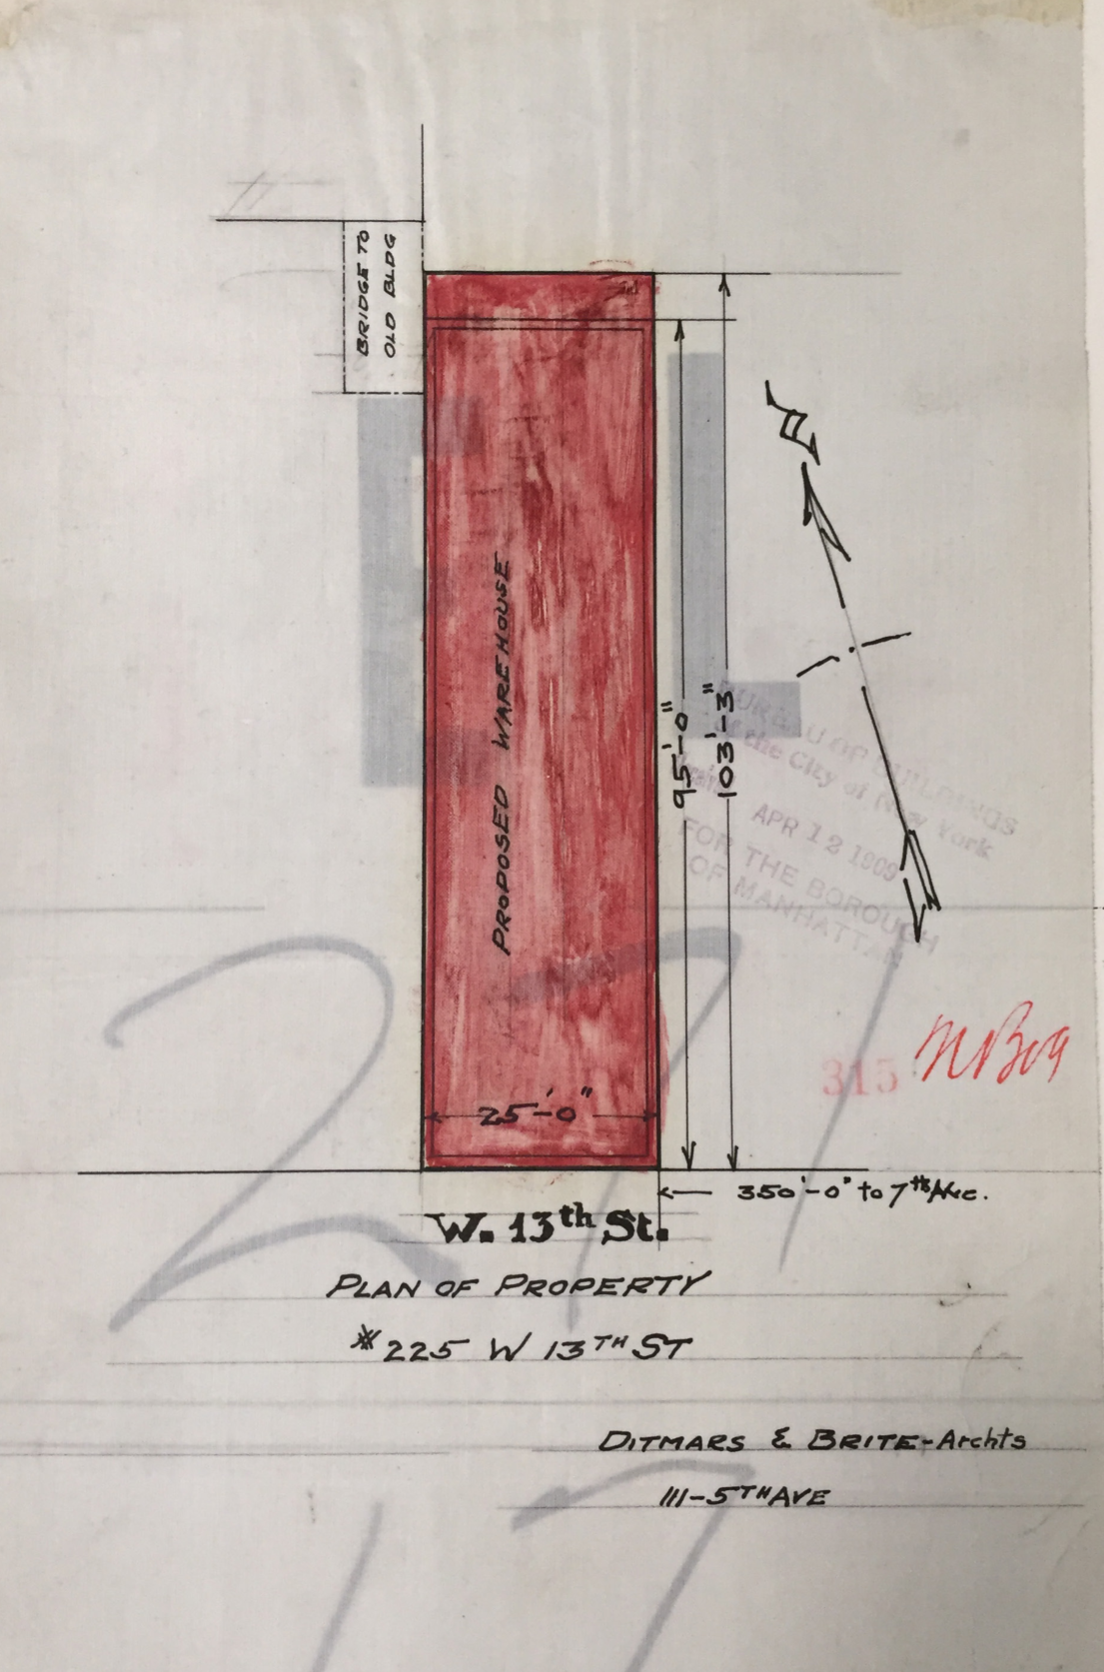 BRIDGE TO
OLD BLDG
PROPOSED WAREHOUSE
95'-0"
103'-3"
BUREAU OF BUILDINGS
of the City of New York
APR 12 1909
FOR THE BOROUGH
OF MANHATTAN
315 NB09
25'-0"
350'-0" to 7th Ave.
W. 13th St.
PLAN OF PROPERTY
#225 W 13TH ST
DITMARS & BRITE-Archts
111-5TH AVE